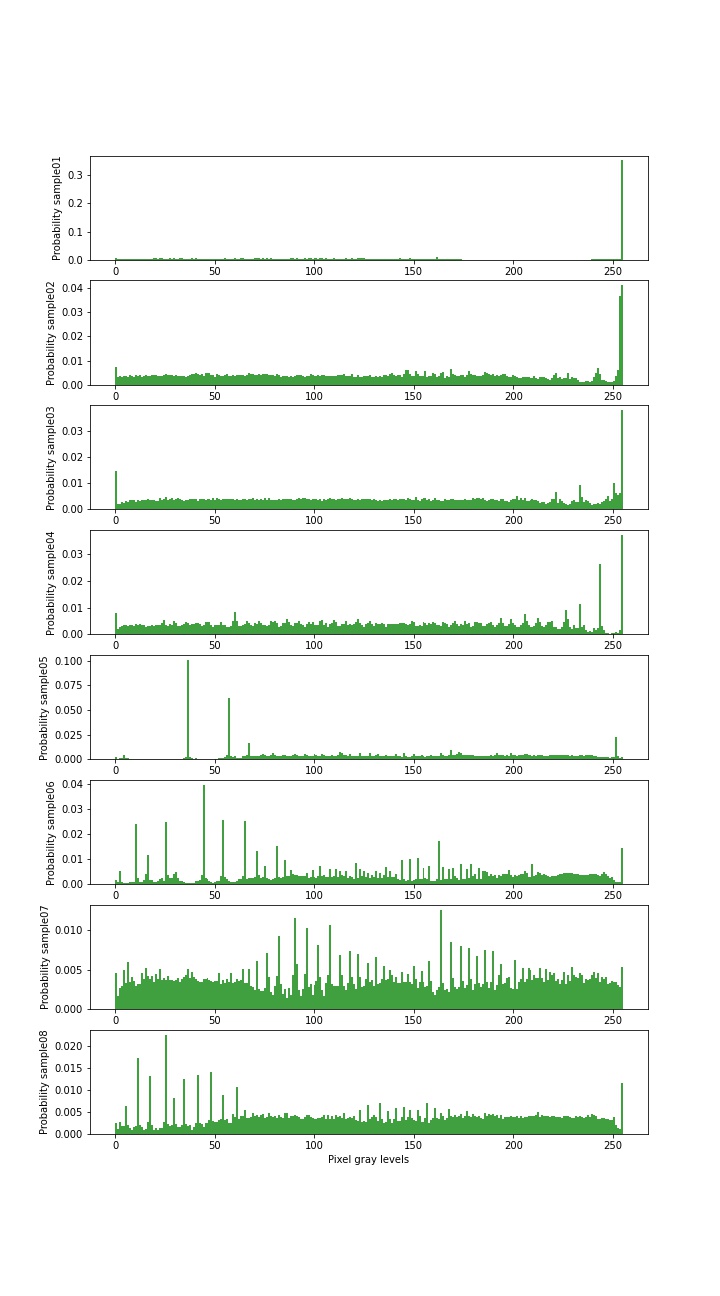 Probability sample01
0.3
0.2
0.1
0.0
0 50 100 150 200 250
Probability sample02
0.04
0.03
0.02
0.01
0.00
0 50 100 150 200 250
Probability sample03
0.03
0.02
0.01
0.00
0 50 100 150 200 250
Probability sample04
0.03
0.02
0.01
0.00
0 50 100 150 200 250
Probability sample05
0.100
0.075
0.050
0.025
0.000
0 50 100 150 200 250
Probability sample06
0.04
0.03
0.02
0.01
0.00
0 50 100 150 200 250
Probability sample07
0.010
0.005
0.000
0 50 100 150 200 250
Probability sample08
0.020
0.015
0.010
0.005
0.000
0 50 100 150 200 250
Pixel gray levels